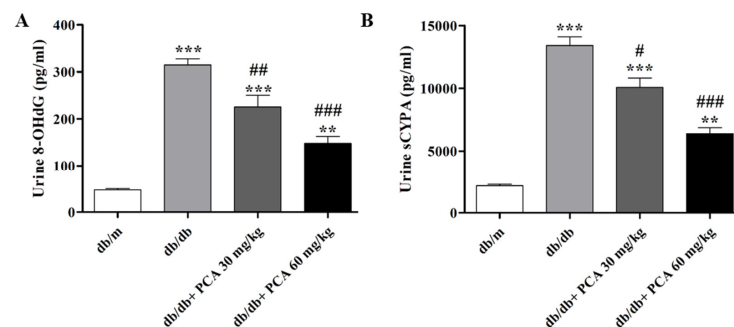 A
Urine 8-OHdG (pg/ml)
400
300
200
100
0
***
##
***
###
**
db/m
db/db
db/db+ PCA 30 mg/kg
db/db+ PCA 60 mg/kg
B
Urine sCYPA (pg/ml)
15000
10000
5000
0
***
#
***
###
**
db/m
db/db
db/db+ PCA 30 mg/kg
db/db+ PCA 60 mg/kg